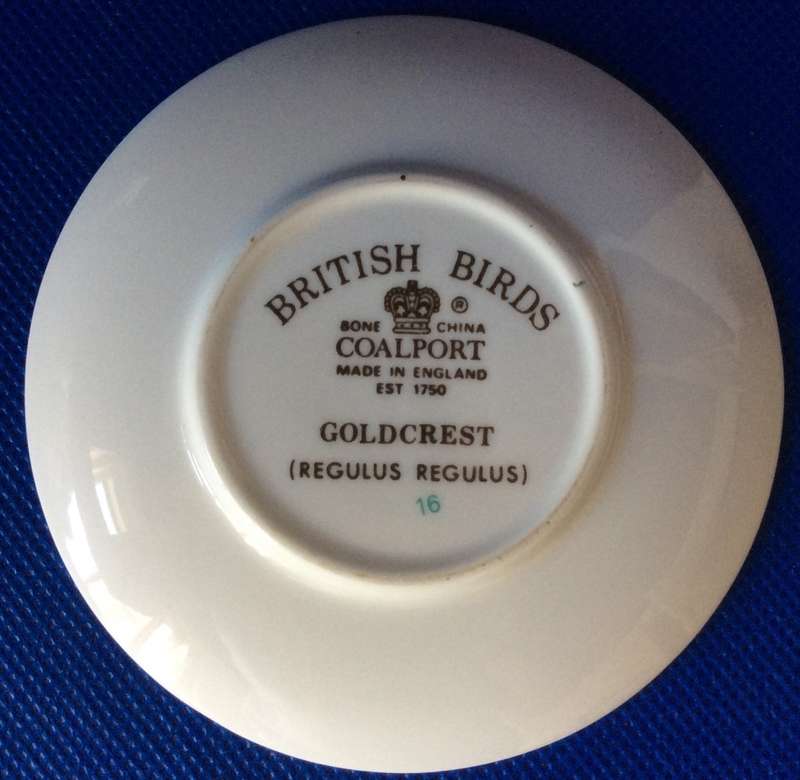 BRITISH BIRDS
®
BONE CHINA
COALPORT
MADE IN ENGLAND
EST 1750
GOLDCREST
(REGULUS REGULUS)
16